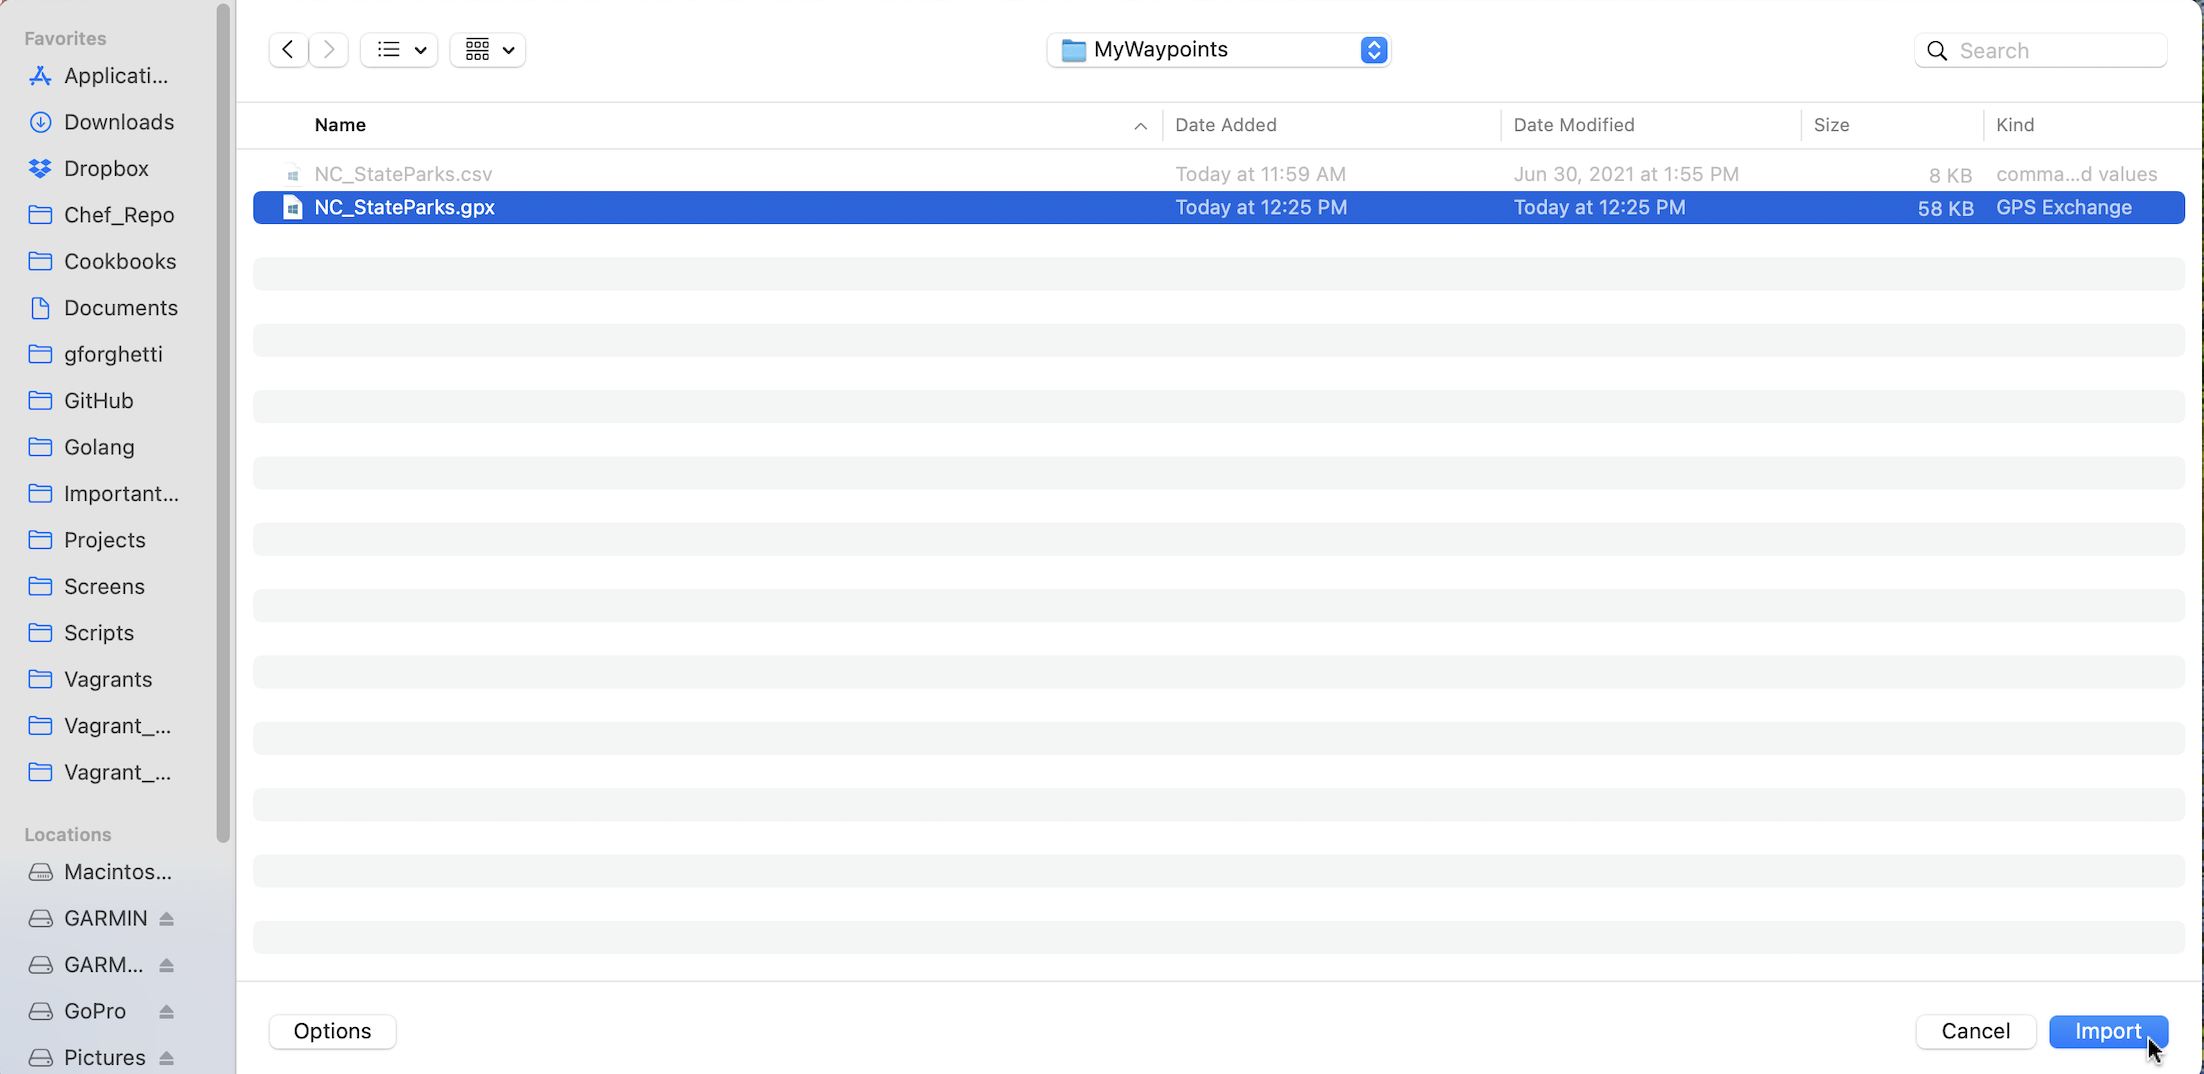 Favorites
Applicati...
Downloads
Dropbox
Chef_Repo
Cookbooks
Documents
gforghetti
GitHub
Golang
Important...
Projects
Screens
Scripts
Vagrants
Vagrant_...
Vagrant_...
Locations
Macintos...
GARMIN
GARM...
GoPro
Pictures
MyWaypoints
Search
Name Date Added Date Modified Size Kind
NC_StateParks.csv Today at 11:59 AM Jun 30, 2021 at 1:55 PM 8 KB comma...d values
NC_StateParks.gpx Today at 12:25 PM Today at 12:25 PM 58 KB GPS Exchange
Options Cancel Import